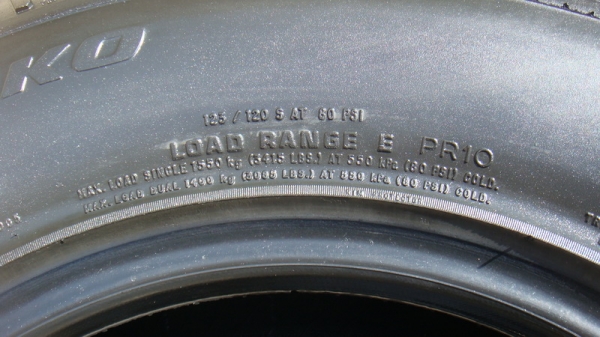 KO
123/120 S AT 80 PSI
LOAD RANGE E PR10
MAX. LOAD SINGLE 1550 kg (3415 LBS.) AT 550 kPa (80 PSI) COLD.
MAX. LOAD DUAL 1400 kg (3085 LBS.) AT 550 kPa (80 PSI) COLD.